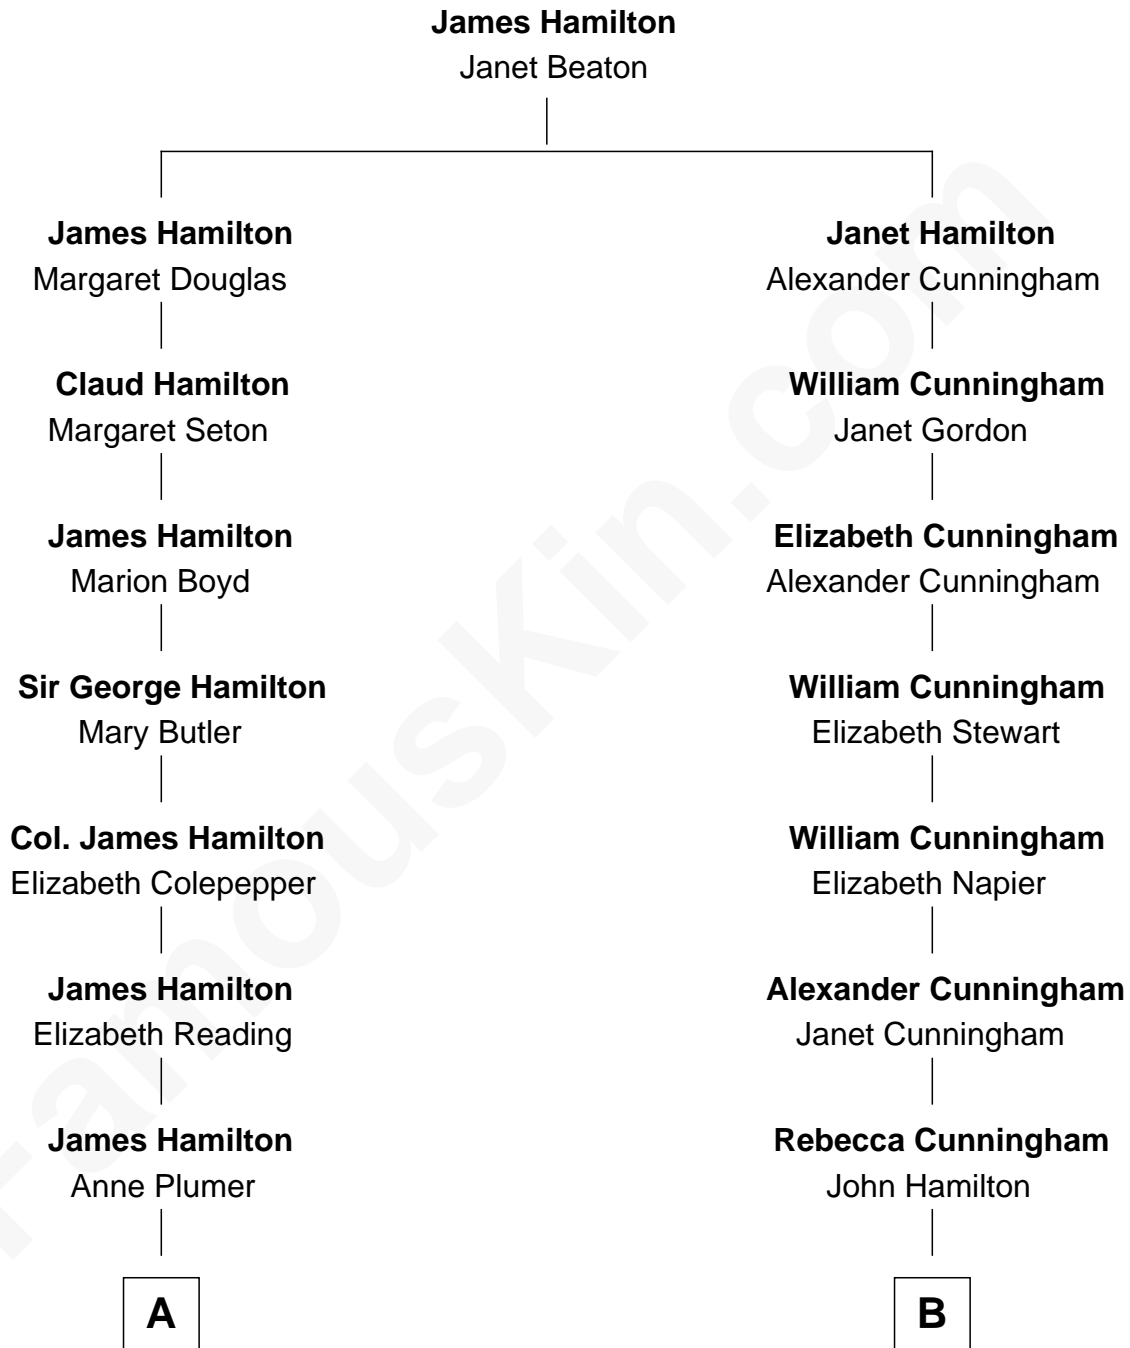 James Hamilton
Janet Beaton
James Hamilton
Margaret Douglas
Janet Hamilton
Alexander Cunningham
Claud Hamilton
Margaret Seton
William Cunningham
Janet Gordon
James Hamilton
Marion Boyd
Elizabeth Cunningham
Alexander Cunningham
Sir George Hamilton
Mary Butler
William Cunningham
Elizabeth Stewart
Col. James Hamilton
Elizabeth Colepepper
William Cunningham
Elizabeth Napier
James Hamilton
Elizabeth Reading
Alexander Cunningham
Janet Cunningham
James Hamilton
Anne Plumer
Rebecca Cunningham
John Hamilton
A
B
FamousKin.com